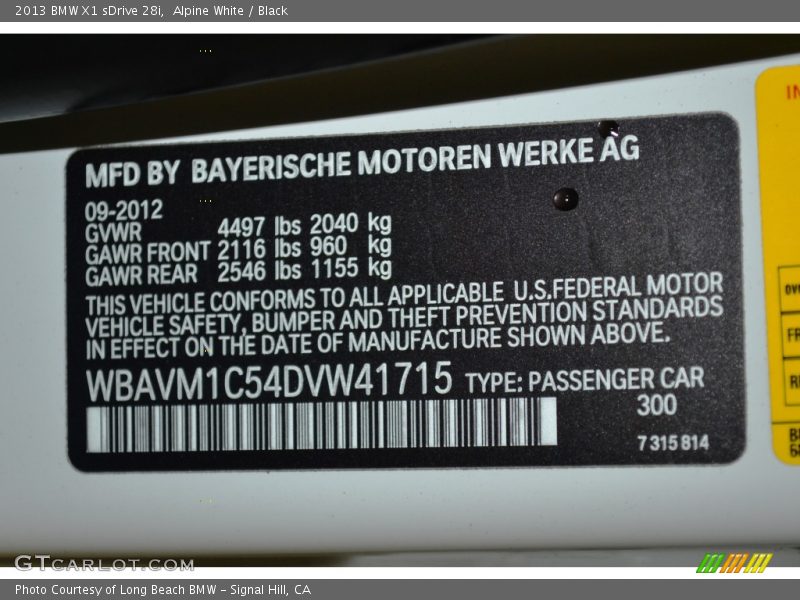 2013 BMW X1 sDrive 28i,  Alpine White / Black
MFD BY BAYERISCHE MOTOREN WERKE AG
09-2012
GVWR 4497 lbs 2040 kg
GAWR FRONT 2116 lbs 960 kg
GAWR REAR 2546 lbs 1155 kg
THIS VEHICLE CONFORMS TO ALL APPLICABLE U.S.FEDERAL MOTOR
VEHICLE SAFETY, BUMPER AND THEFT PREVENTION STANDARDS
IN EFFECT ON THE DATE OF MANUFACTURE SHOWN ABOVE.
WBAVM1C54DVW41715 TYPE: PASSENGER CAR
300
7 315 814
GTCARLOT.COM
Photo Courtesy of Long Beach BMW - Signal Hill, CA